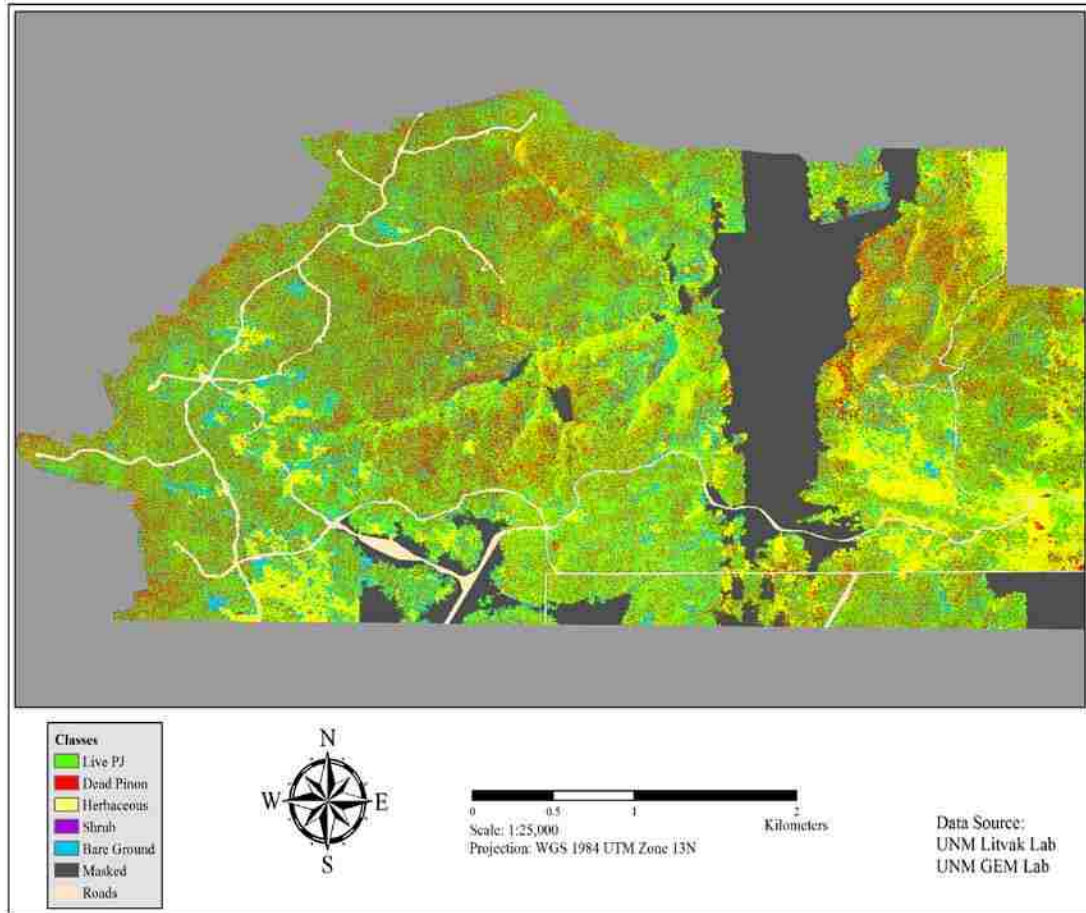 Classes
Live PJ
Dead Pinon
Herbaceous
Shrub
Bare Ground
Masked
Roads
N
W E
S
0 0.5 1 2
Kilometers
Scale: 1:25,000
Projection: WGS 1984 UTM Zone 13N
Data Source:
UNM Litvak Lab
UNM GEM Lab